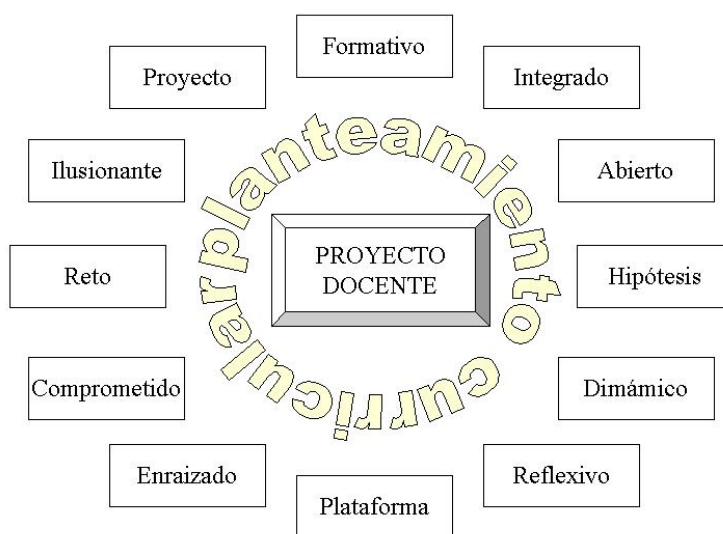 Formativo
Proyecto
Integrado
Ilusionante
Abierto
planteamiento curricular
PROYECTO
DOCENTE
Reto
Hipótesis
Comprometido
Dimámico
Enraizado
Reflexivo
Plataforma